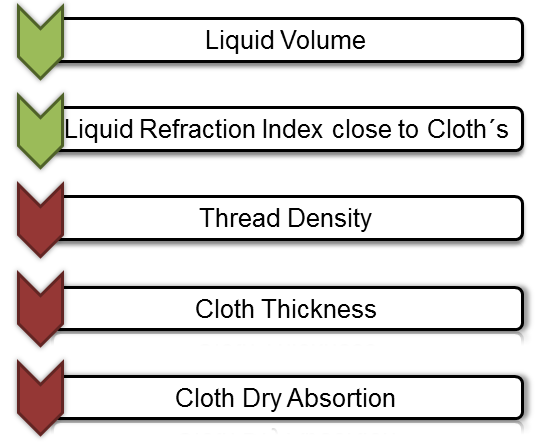 Liquid Volume
Liquid Refraction Index close to Cloth´s
Thread Density
Cloth Thickness
Cloth Dry Absortion